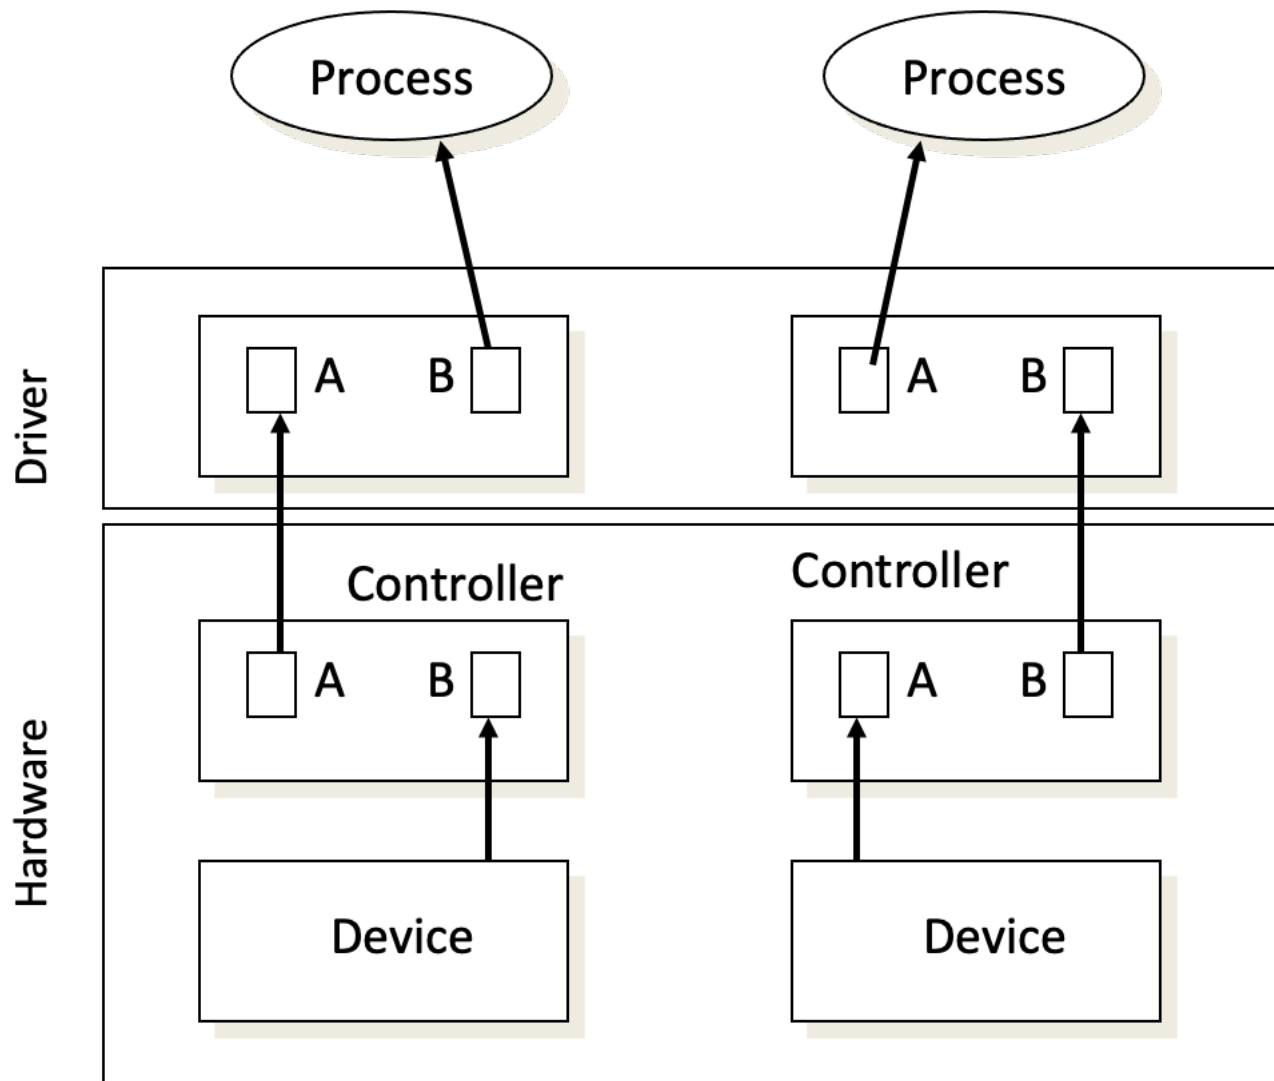 Process
Process
Driver
A
B
A
B
Controller
Controller
Hardware
A
B
A
B
Device
Device